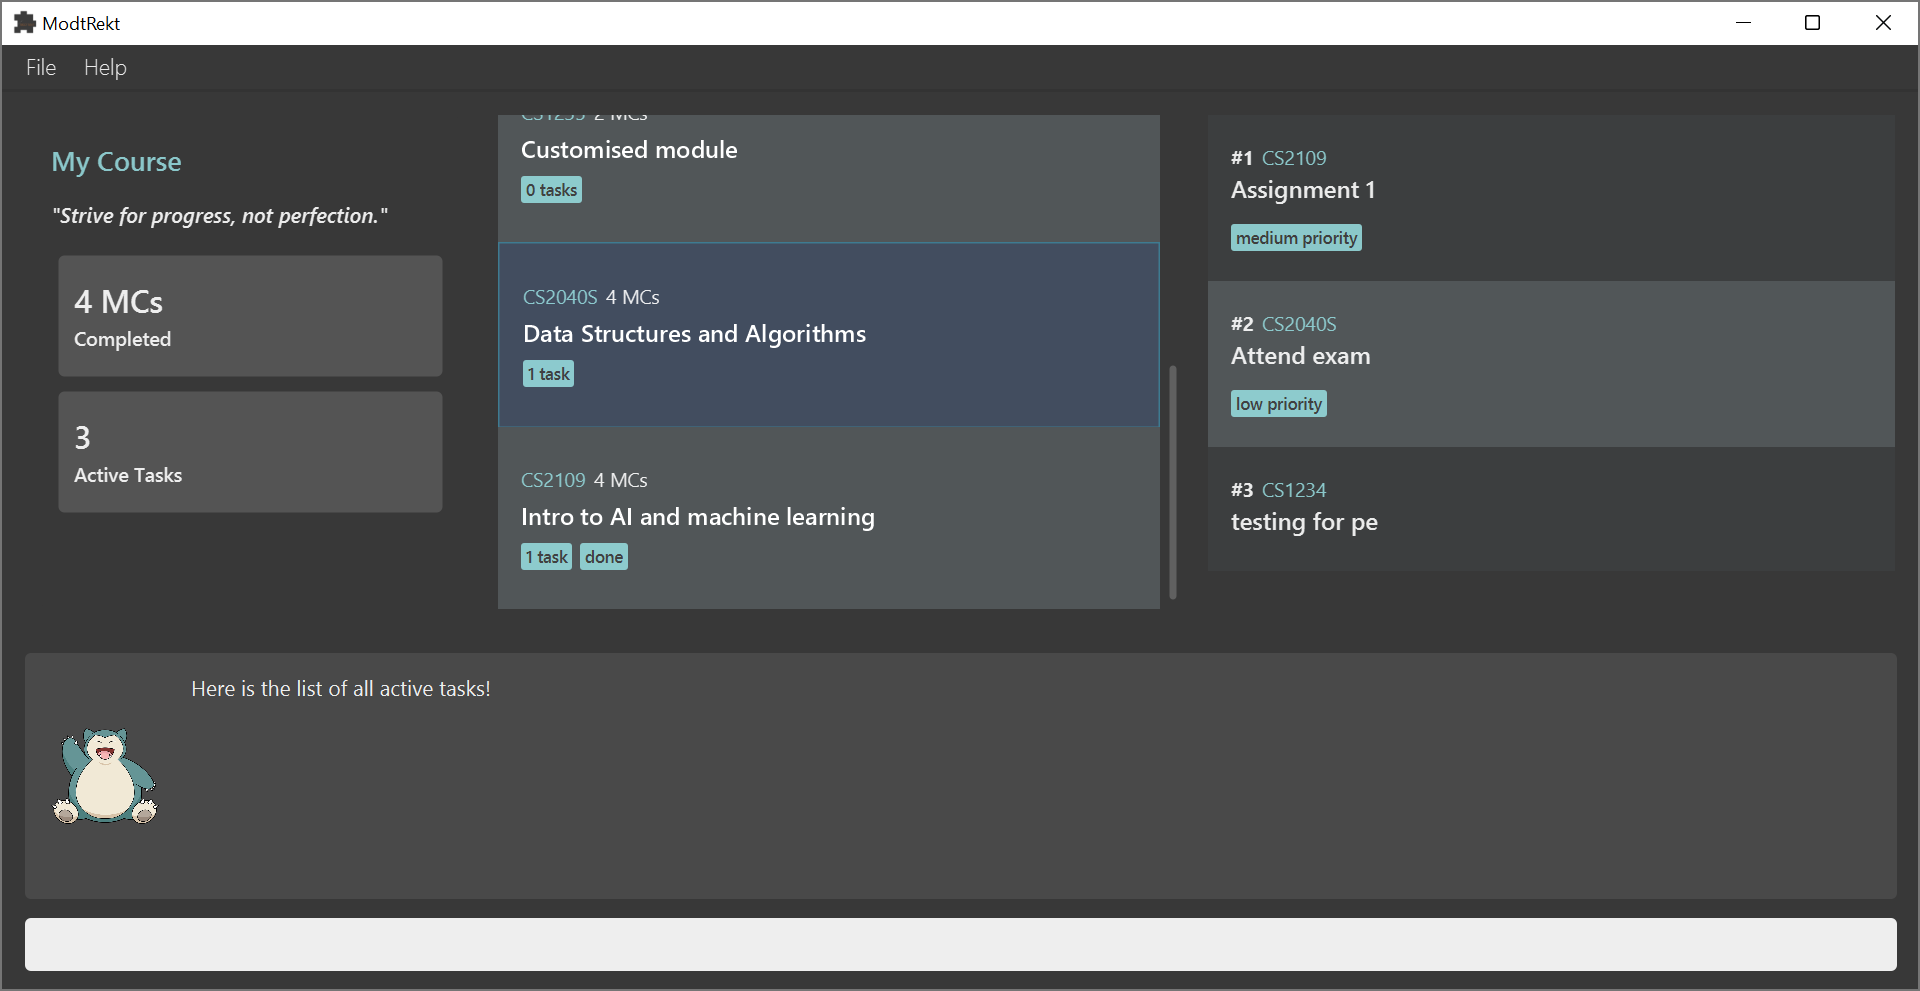 ModtRekt
File Help
My Course
"Strive for progress, not perfection."
4 MCs
Completed
3
Active Tasks
2 MCs
Customised module
0 tasks
CS2040S 4 MCs
Data Structures and Algorithms
1 task
CS2109 4 MCs
Intro to AI and machine learning
1 task done
#1 CS2109
Assignment 1
medium priority
#2 CS2040S
Attend exam
low priority
#3 CS1234
testing for pe
Here is the list of all active tasks!